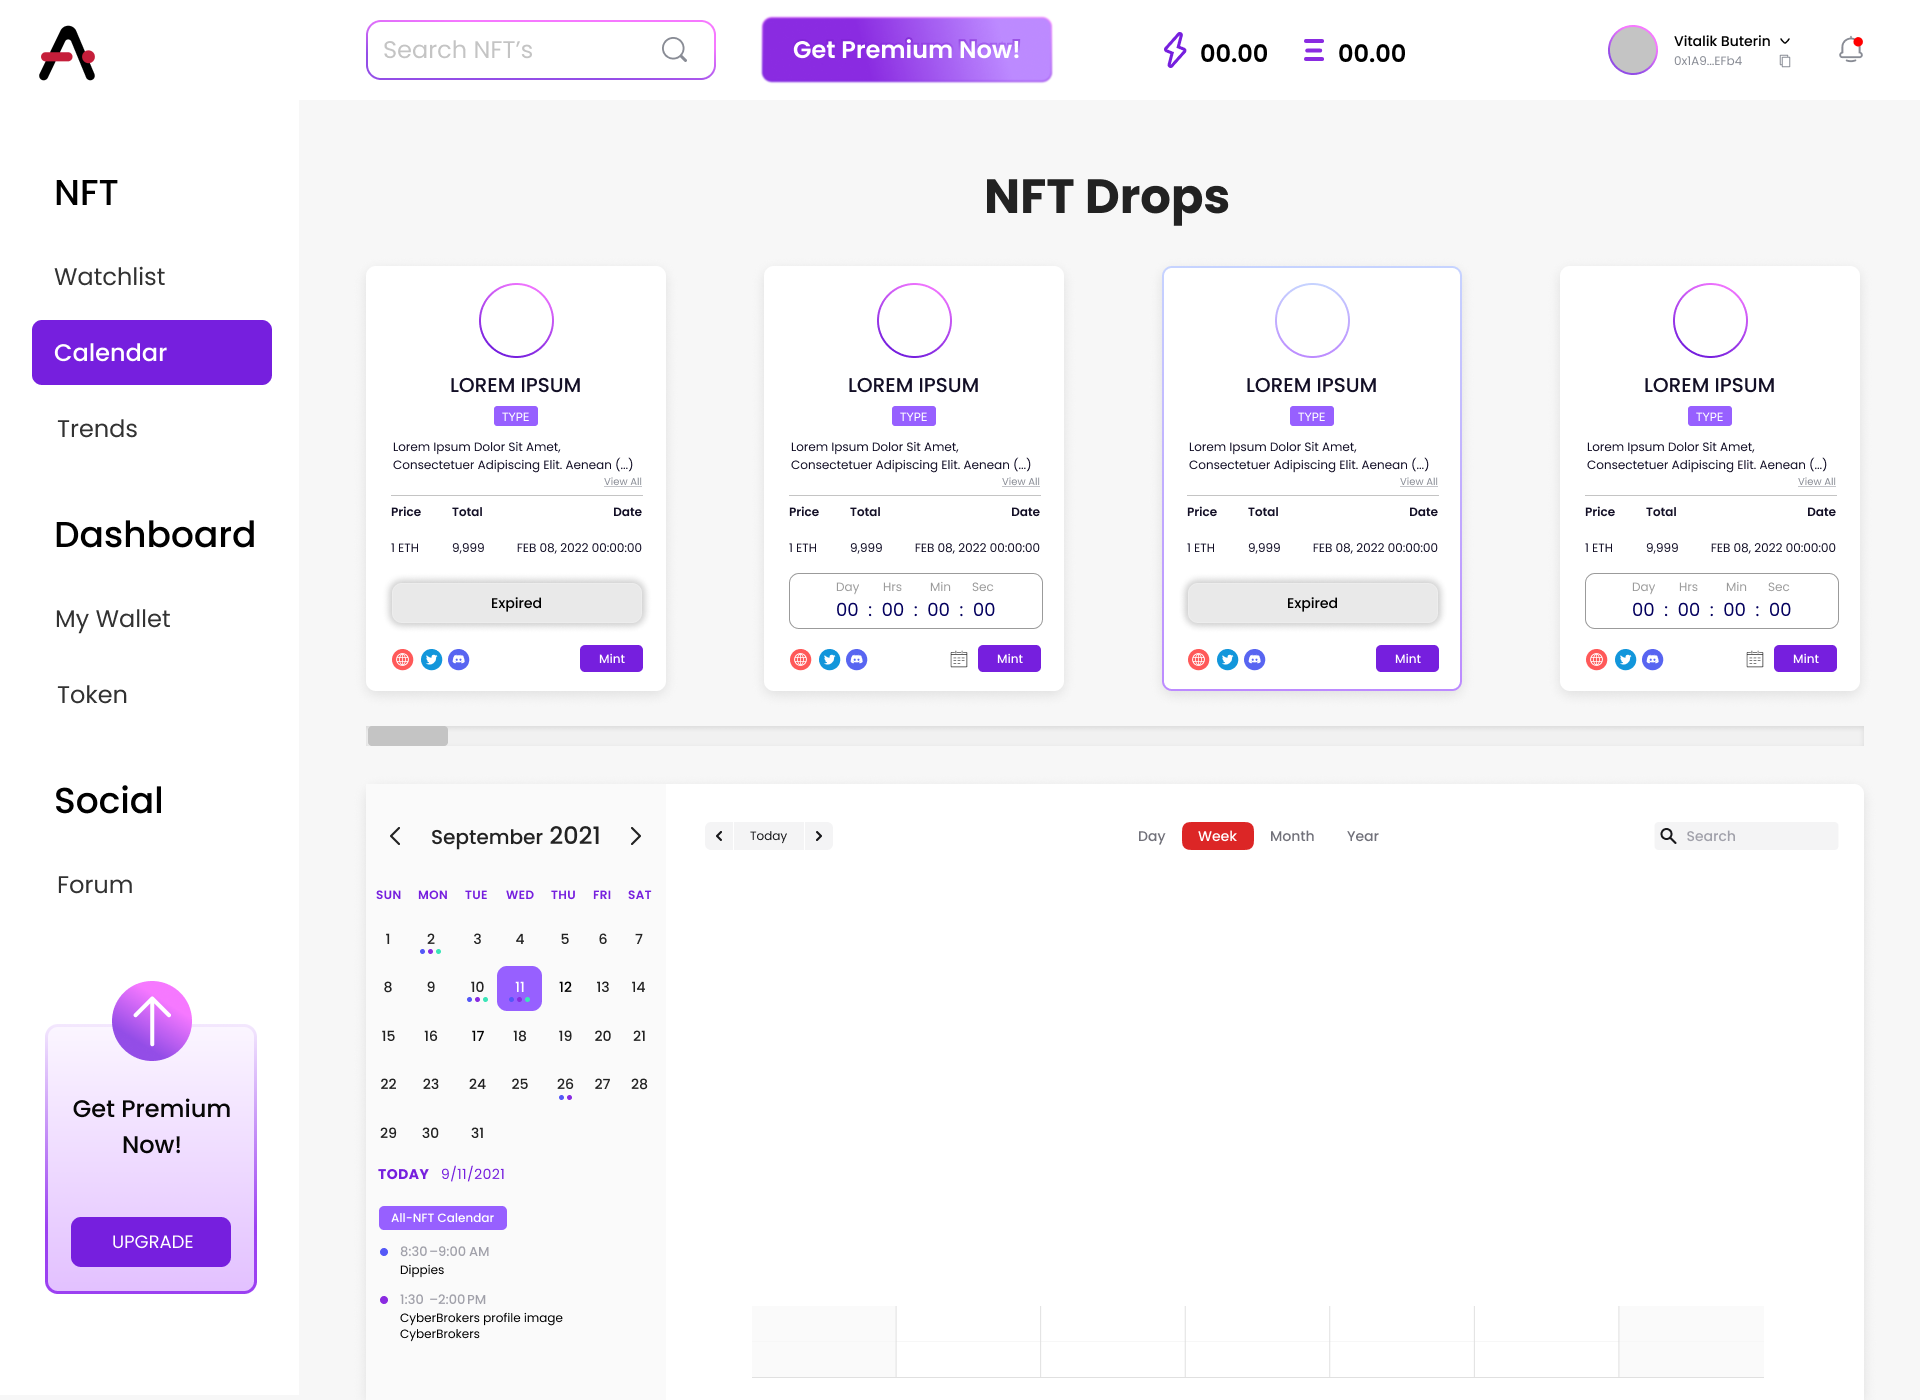 Search NFT's
Get Premium Now!
00.00
00.00
Vitalik Buterin
0x1A9...EFb4
NFT
Watchlist
Calendar
Trends
Dashboard
My Wallet
Token
Social
Forum
Get Premium
Now!
UPGRADE
NFT Drops
LOREM IPSUM
TYPE
Lorem Ipsum Dolor Sit Amet,
Consectetuer Adipiscing Elit. Aenean (...)
View All
Price Total Date
1 ETH 9,999 FEB 08, 2022 00:00:00
Expired
Mint
LOREM IPSUM
TYPE
Lorem Ipsum Dolor Sit Amet,
Consectetuer Adipiscing Elit. Aenean (...)
View All
Price Total Date
1 ETH 9,999 FEB 08, 2022 00:00:00
Day Hrs Min Sec
00 : 00 : 00 : 00
Mint
LOREM IPSUM
TYPE
Lorem Ipsum Dolor Sit Amet,
Consectetuer Adipiscing Elit. Aenean (...)
View All
Price Total Date
1 ETH 9,999 FEB 08, 2022 00:00:00
Expired
Mint
LOREM IPSUM
TYPE
Lorem Ipsum Dolor Sit Amet,
Consectetuer Adipiscing Elit. Aenean (...)
View All
Price Total Date
1 ETH 9,999 FEB 08, 2022 00:00:00
Day Hrs Min Sec
00 : 00 : 00 : 00
Mint
September 2021
SUN MON TUE WED THU FRI SAT
1 2 3 4 5 6 7
8 9 10 11 12 13 14
15 16 17 18 19 20 21
22 23 24 25 26 27 28
29 30 31
TODAY 9/11/2021
All-NFT Calendar
8:30–9:00 AM
Dippies
1:30 –2:00 PM
CyberBrokers profile image
CyberBrokers
Today
Day Week Month Year
Search